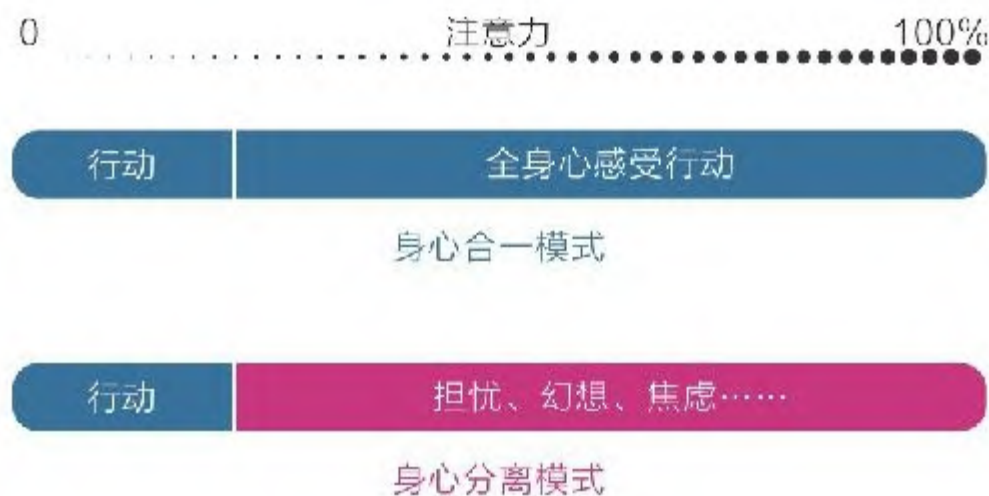 0 注意力 100%
行动 全身心感受行动
身心合一模式
行动 担忧、幻想、焦虑……
身心分离模式